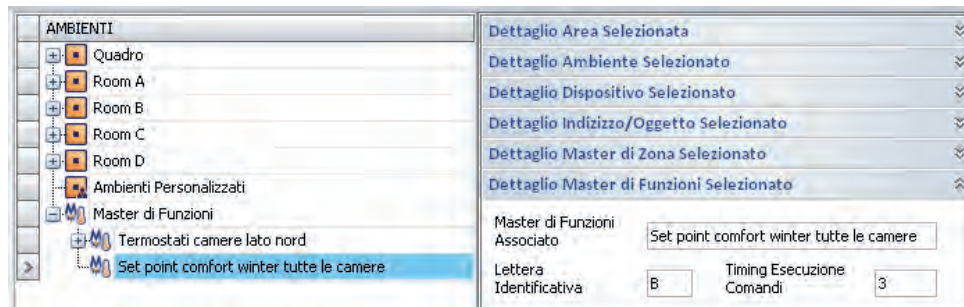 AMBIENTI
Quadro
Room A
Room B
Room C
Room D
Ambienti Personalizzati
Master di Funzioni
Termostati camere lato nord
Set point comfort winter tutte le camere
Dettaglio Area Selezionata
Dettaglio Ambiente Selezionato
Dettaglio Dispositivo Selezionato
Dettaglio Indizizzo/Oggetto Selezionato
Dettaglio Master di Zona Selezionato
Dettaglio Master di Funzioni Selezionato
Master di Funzioni
Associato
Set point comfort winter tutte le camere
Lettera
Identificativa
B
Timing Esecuzione
Comandi
3